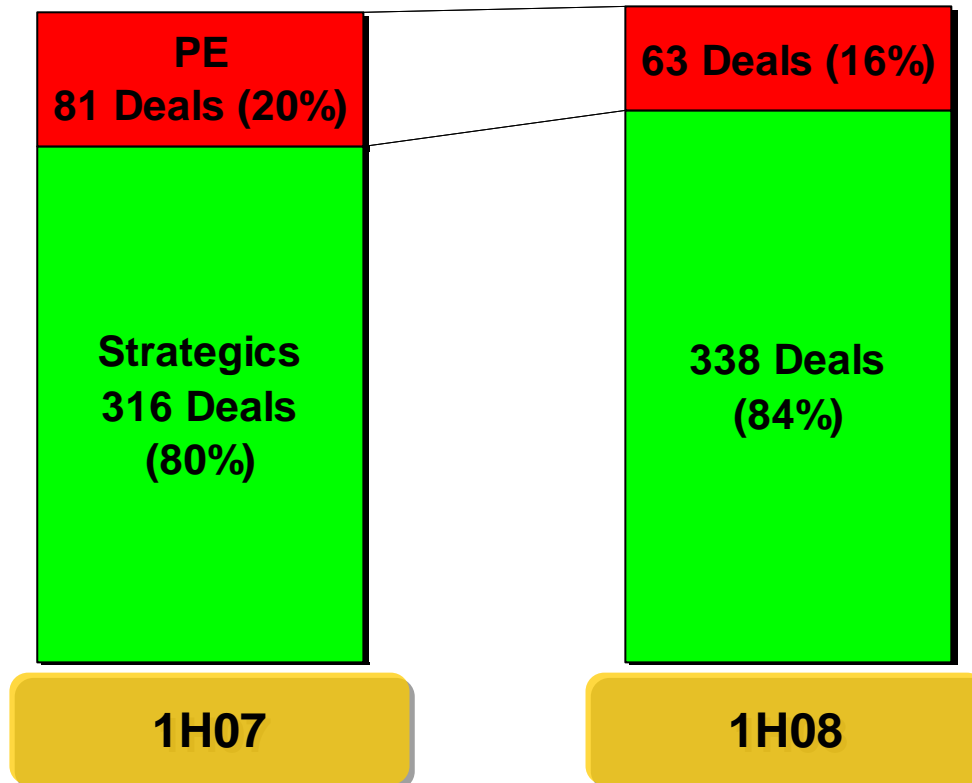 PE
81 Deals (20%)
63 Deals (16%)
Strategics
316 Deals
(80%)
338 Deals
(84%)
1H07
1H08